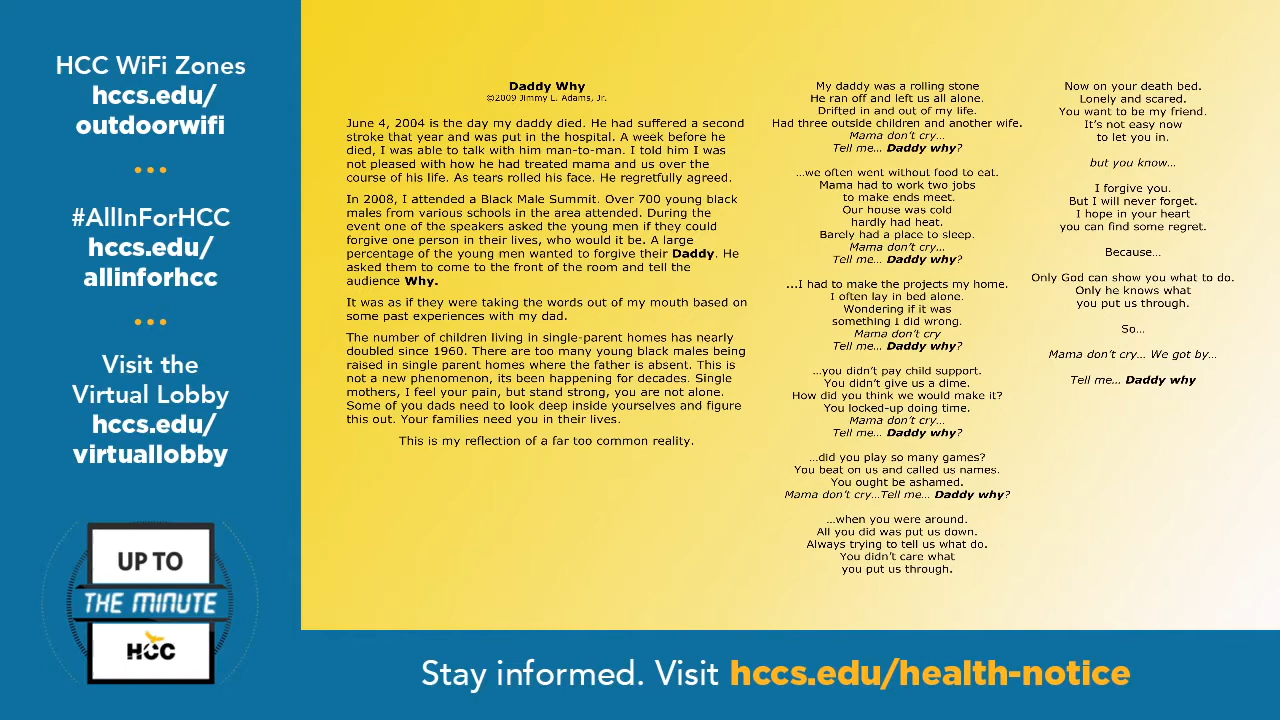 HCC WiFi Zones
hccs.edu/
outdoorwifi
#AllInForHCC
hccs.edu/
allinforhcc
Visit the
Virtual Lobby
hccs.edu/
virtuallobby
UP TO
THE MINUTE
HCC
Daddy Why
©2009 Jimmy L. Adams, Jr.
June 4, 2004 is the day my daddy died. He had suffered a second
stroke that year and was put in the hospital. A week before he
died, I was able to talk with him man-to-man. I told him I was
not pleased with how he had treated mama and us over the
course of his life. As tears rolled his face. He regretfully agreed.
In 2008, I attended a Black Male Summit. Over 700 young black
males from various schools in the area attended. During the
event one of the speakers asked the young men if they could
forgive one person in their lives, who would it be. A large
percentage of the young men wanted to forgive their Daddy. He
asked them to come to the front of the room and tell the
audience Why.
It was as if they were taking the words out of my mouth based on
some past experiences with my dad.
The number of children living in single-parent homes has nearly
doubled since 1960. There are too many young black males being
raised in single parent homes where the father is absent. This is
not a new phenomenon, its been happening for decades. Single
mothers, I feel your pain, but stand strong, you are not alone.
Some of you dads need to look deep inside yourselves and figure
this out. Your families need you in their lives.
This is my reflection of a far too common reality.
My daddy was a rolling stone
He ran off and left us all alone.
Drifted in and out of my life.
Had three outside children and another wife.
Mama don't cry...
Tell me... Daddy why?
...we often went without food to eat.
Mama had to work two jobs
to make ends meet.
Our house was cold
hardly had heat.
Barely had a place to sleep.
Mama don't cry...
Tell me... Daddy why?
...I had to make the projects my home.
I often lay in bed alone.
Wondering if it was
something I did wrong.
Mama don't cry
Tell me... Daddy why?
...you didn't pay child support.
You didn't give us a dime.
How did you think we would make it?
You locked-up doing time.
Mama don't cry...
Tell me... Daddy why?
...did you play so many games?
You beat on us and called us names.
You ought be ashamed.
Mama don't cry...Tell me... Daddy why?
...when you were around.
All you did was put us down.
Always trying to tell us what do.
You didn't care what
you put us through.
Now on your death bed.
Lonely and scared.
You want to be my friend.
It's not easy now
to let you in.
but you know...
I forgive you.
But I will never forget.
I hope in your heart
you can find some regret.
Because...
Only God can show you what to do.
Only he knows what
you put us through.
So...
Mama don't cry... We got by...
Tell me... Daddy why
Stay informed. Visit hccs.edu/health-notice